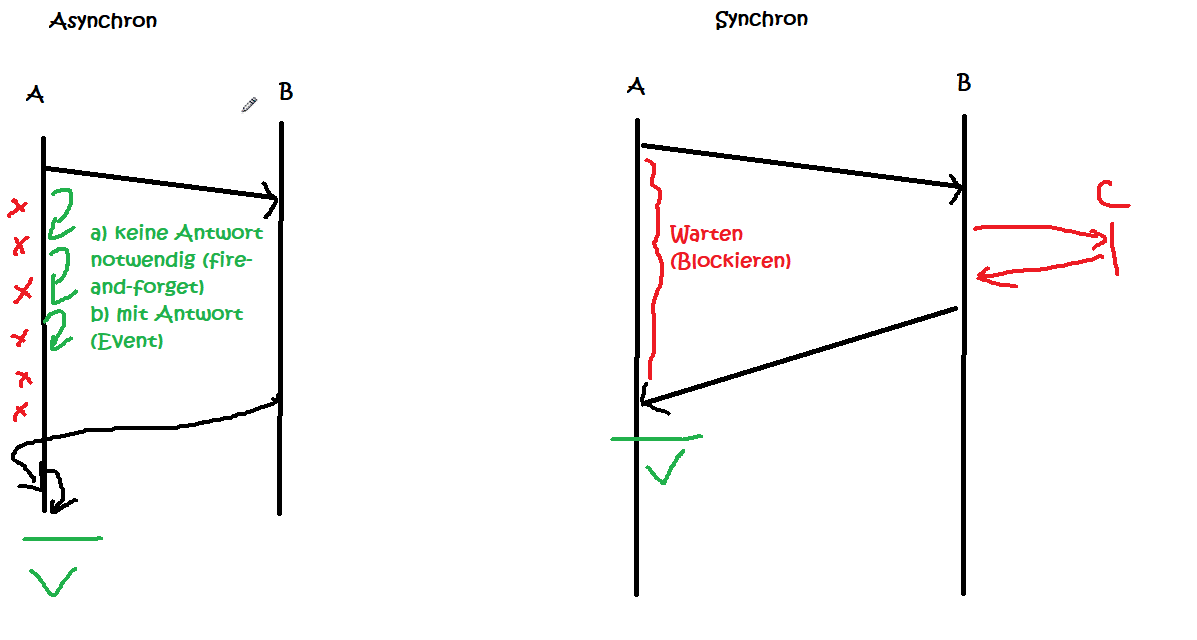 Asynchron
A
B
a) keine Antwort
notwendig (fire-
and-forget)
b) mit Antwort
(Event)
Synchron
A
B
C
Warten
(Blockieren)